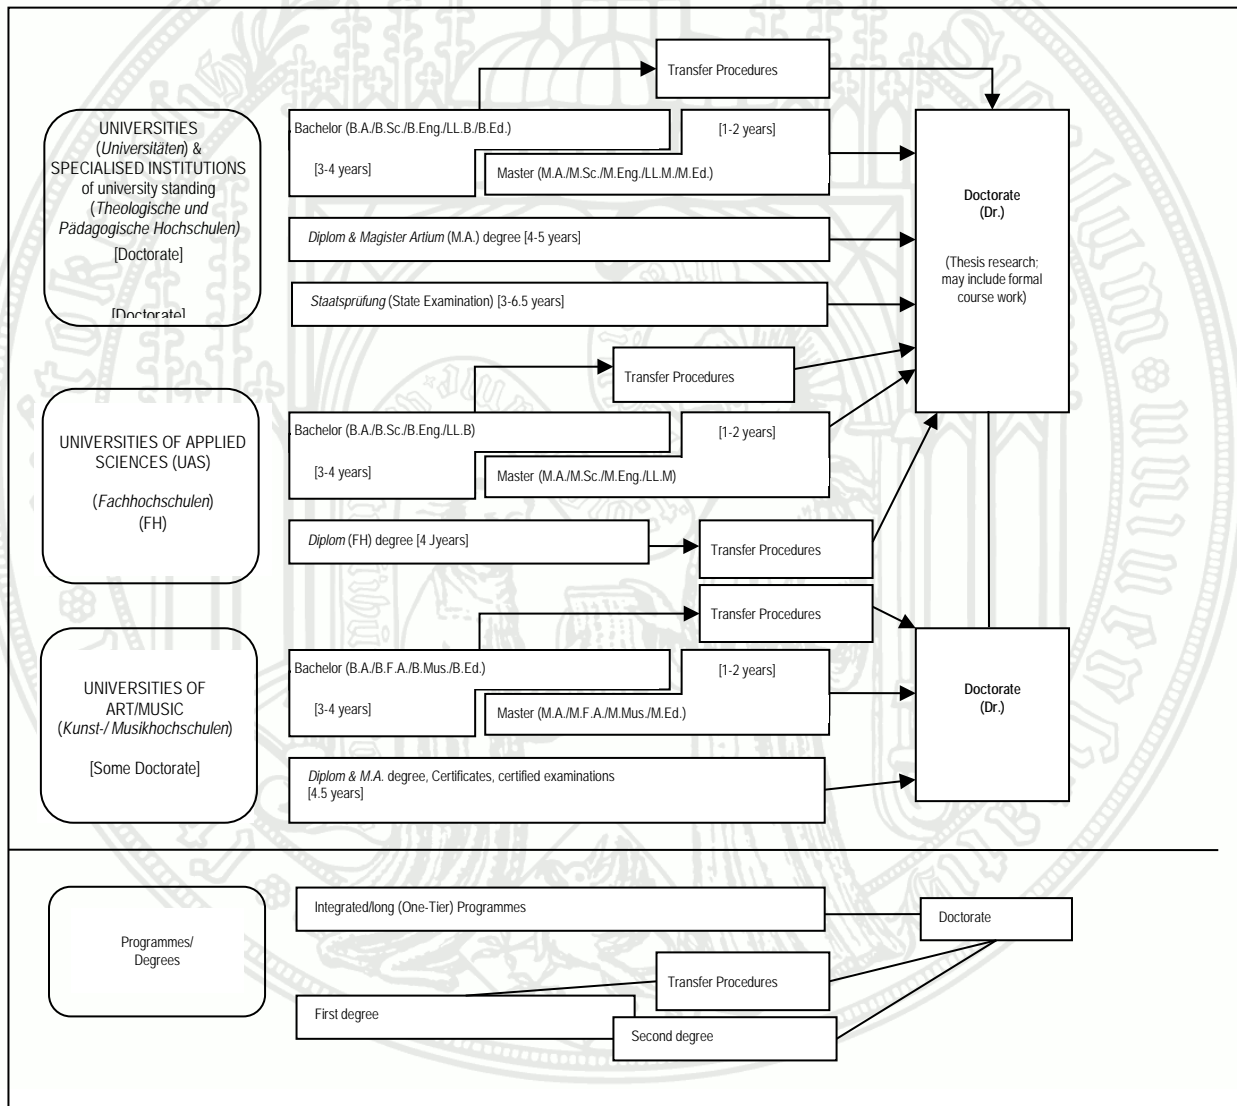 Transfer Procedures
UNIVERSITIES
(Universitäten) &
SPECIALISED INSTITUTIONS
of university standing
(Theologische und
Pädagogische Hochschulen)
[Doctorate]
[Doctorate]
Bachelor (B.A./B.Sc./B.Eng./LL.B./B.Ed.)
[3-4 years]
[1-2 years]
Master (M.A./M.Sc./M.Eng./LL.M./M.Ed.)
Diplom & Magister Artium (M.A.) degree [4-5 years]
Staatsprüfung (State Examination) [3-6.5 years]
Doctorate
(Dr.)
(Thesis research;
may include formal
course work)
Transfer Procedures
UNIVERSITIES OF APPLIED
SCIENCES (UAS)
(Fachhochschulen)
(FH)
Bachelor (B.A./B.Sc./B.Eng./LL.B)
[3-4 years]
[1-2 years]
Master (M.A./M.Sc./M.Eng./LL.M)
Diplom (FH) degree [4 Jyears]
Transfer Procedures
Transfer Procedures
UNIVERSITIES OF
ART/MUSIC
(Kunst-/ Musikhochschulen)
[Some Doctorate]
Bachelor (B.A./B.F.A./B.Mus./B.Ed.)
[3-4 years]
[1-2 years]
Master (M.A./M.F.A./M.Mus./M.Ed.)
Diplom & M.A. degree, Certificates, certified examinations
[4.5 years]
Doctorate
(Dr.)
Programmes/
Degrees
Integrated/long (One-Tier) Programmes
Doctorate
Transfer Procedures
First degree
Second degree